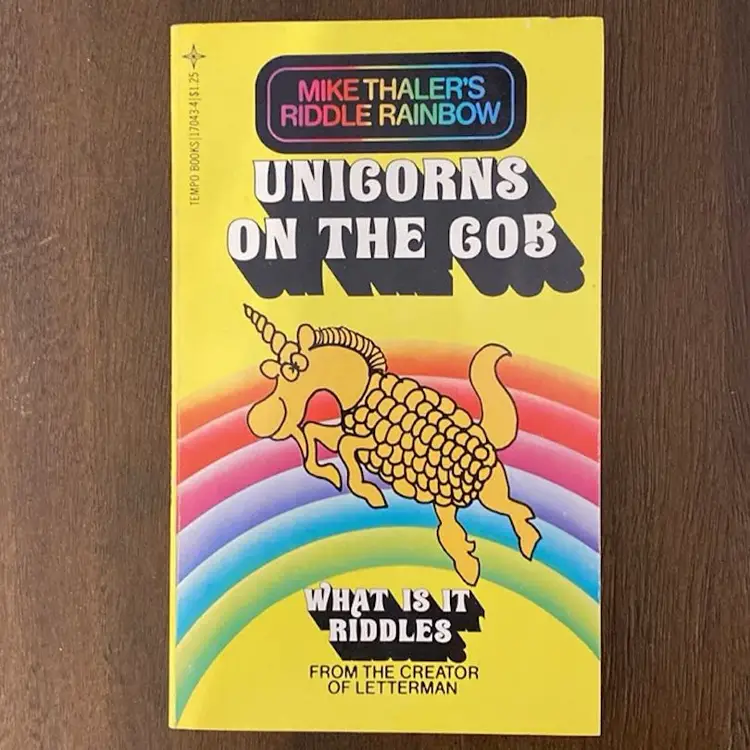 MIKE THALER'S
RIDDLE RAINBOW
UNICORNS
ON THE COB
WHAT IS IT
RIDDLES
FROM THE CREATOR
OF LETTERMAN
TEMPO BOOKS|17043-4|$1.25